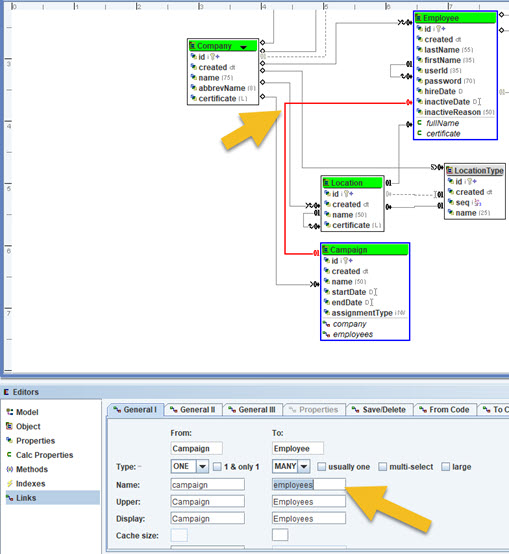 2 3 4 5 6 7
3
4
5
6
7
Employee
id
created dt
lastName (55)
firstName (35)
userId (35)
password (70)
hireDate D
inactiveDate D
inactiveReason (50)
fullName
certificate
Company
id
created dt
name (75)
abbrevName (8)
certificate (L)
LocationType
id
created dt
seq
name (25)
Location
id
created dt
name (50)
certificate (L)
Campaign
id
created dt
name (50)
startDate D
endDate D
assignmentType
company
employees
Editors
Model
Object
Properties
Calc Properties
Methods
Indexes
Links
General I General II General III Properties Save/Delete From Code To C
From: To:
Campaign Employee
Type: ONE 1 & only 1 MANY usually one multi-select large
Name: campaign employees
Upper: Campaign Employees
Display: Campaign Employees
Cache size: